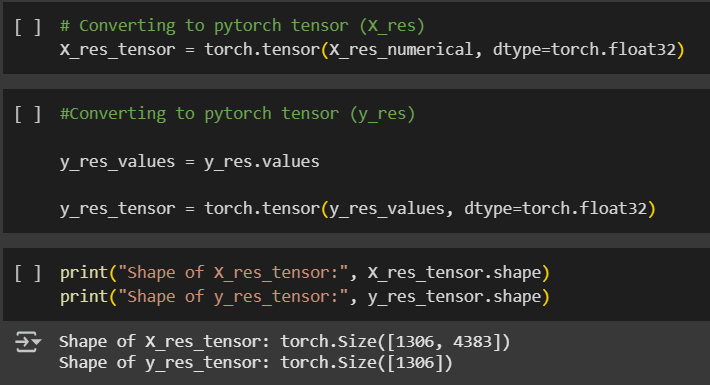 [ ] # Converting to pytorch tensor (X_res)
X_res_tensor = torch.tensor(X_res_numerical, dtype=torch.float32)
[ ] #Converting to pytorch tensor (y_res)
y_res_values = y_res.values
y_res_tensor = torch.tensor(y_res_values, dtype=torch.float32)
[ ] print("Shape of X_res_tensor:", X_res_tensor.shape)
print("Shape of y_res_tensor:", y_res_tensor.shape)
Shape of X_res_tensor: torch.Size([1306, 4383])
Shape of y_res_tensor: torch.Size([1306])